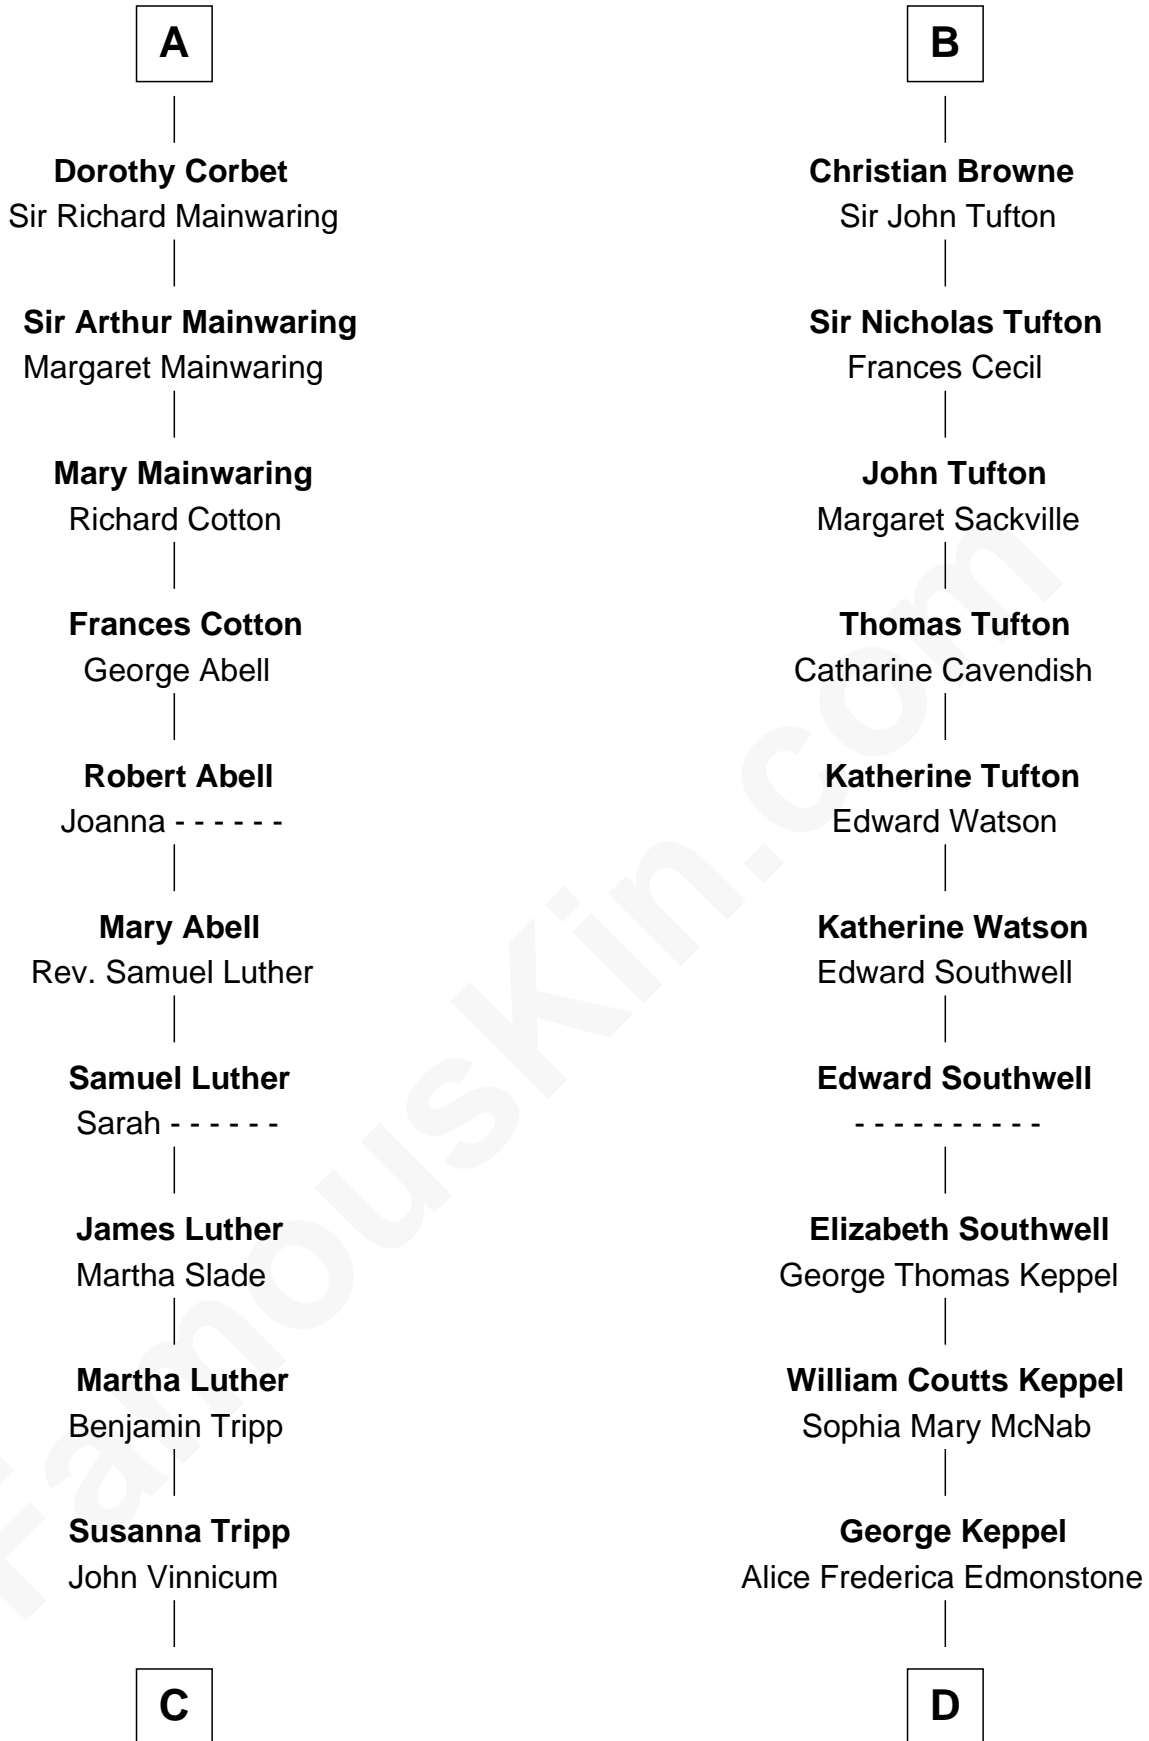 A
Dorothy Corbet
Sir Richard Mainwaring
Sir Arthur Mainwaring
Margaret Mainwaring
Mary Mainwaring
Richard Cotton
Frances Cotton
George Abell
Robert Abell
Joanna - - - - - -
Mary Abell
Rev. Samuel Luther
Samuel Luther
Sarah - - - - - -
James Luther
Martha Slade
Martha Luther
Benjamin Tripp
Susanna Tripp
John Vinnicum
C
B
Christian Browne
Sir John Tufton
Sir Nicholas Tufton
Frances Cecil
John Tufton
Margaret Sackville
Thomas Tufton
Catharine Cavendish
Katherine Tufton
Edward Watson
Katherine Watson
Edward Southwell
Edward Southwell
- - - - - - - - - -
Elizabeth Southwell
George Thomas Keppel
William Coutts Keppel
Sophia Mary McNab
George Keppel
Alice Frederica Edmonstone
D
FamousKin.com